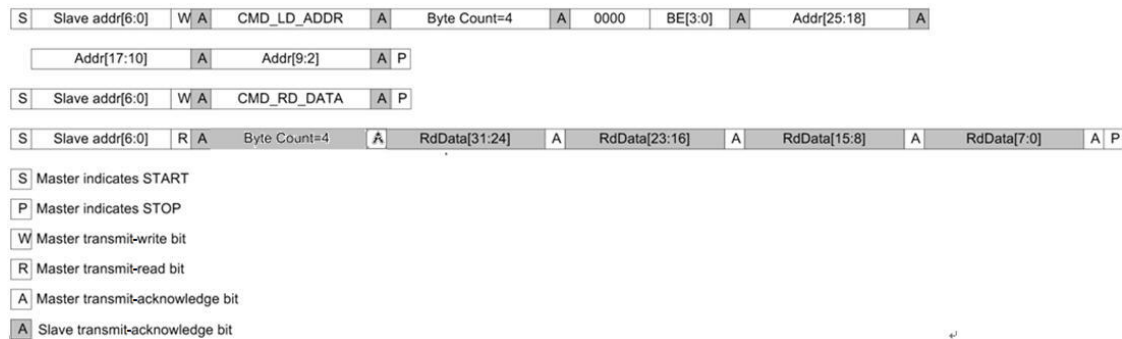 S Slave addr[6:0] W A CMD_LD_ADDR A Byte Count=4 A 0000 BE[3:0] A Addr[25:18] A
Addr[17:10] A Addr[9:2] A P
S Slave addr[6:0] W A CMD_RD_DATA A P
S Slave addr[6:0] R A Byte Count=4 A RdData[31:24] A RdData[23:16] A RdData[15:8] A RdData[7:0] A P
S Master indicates START
P Master indicates STOP
W Master transmit-write bit
R Master transmit-read bit
A Master transmit-acknowledge bit
A Slave transmit-acknowledge bit